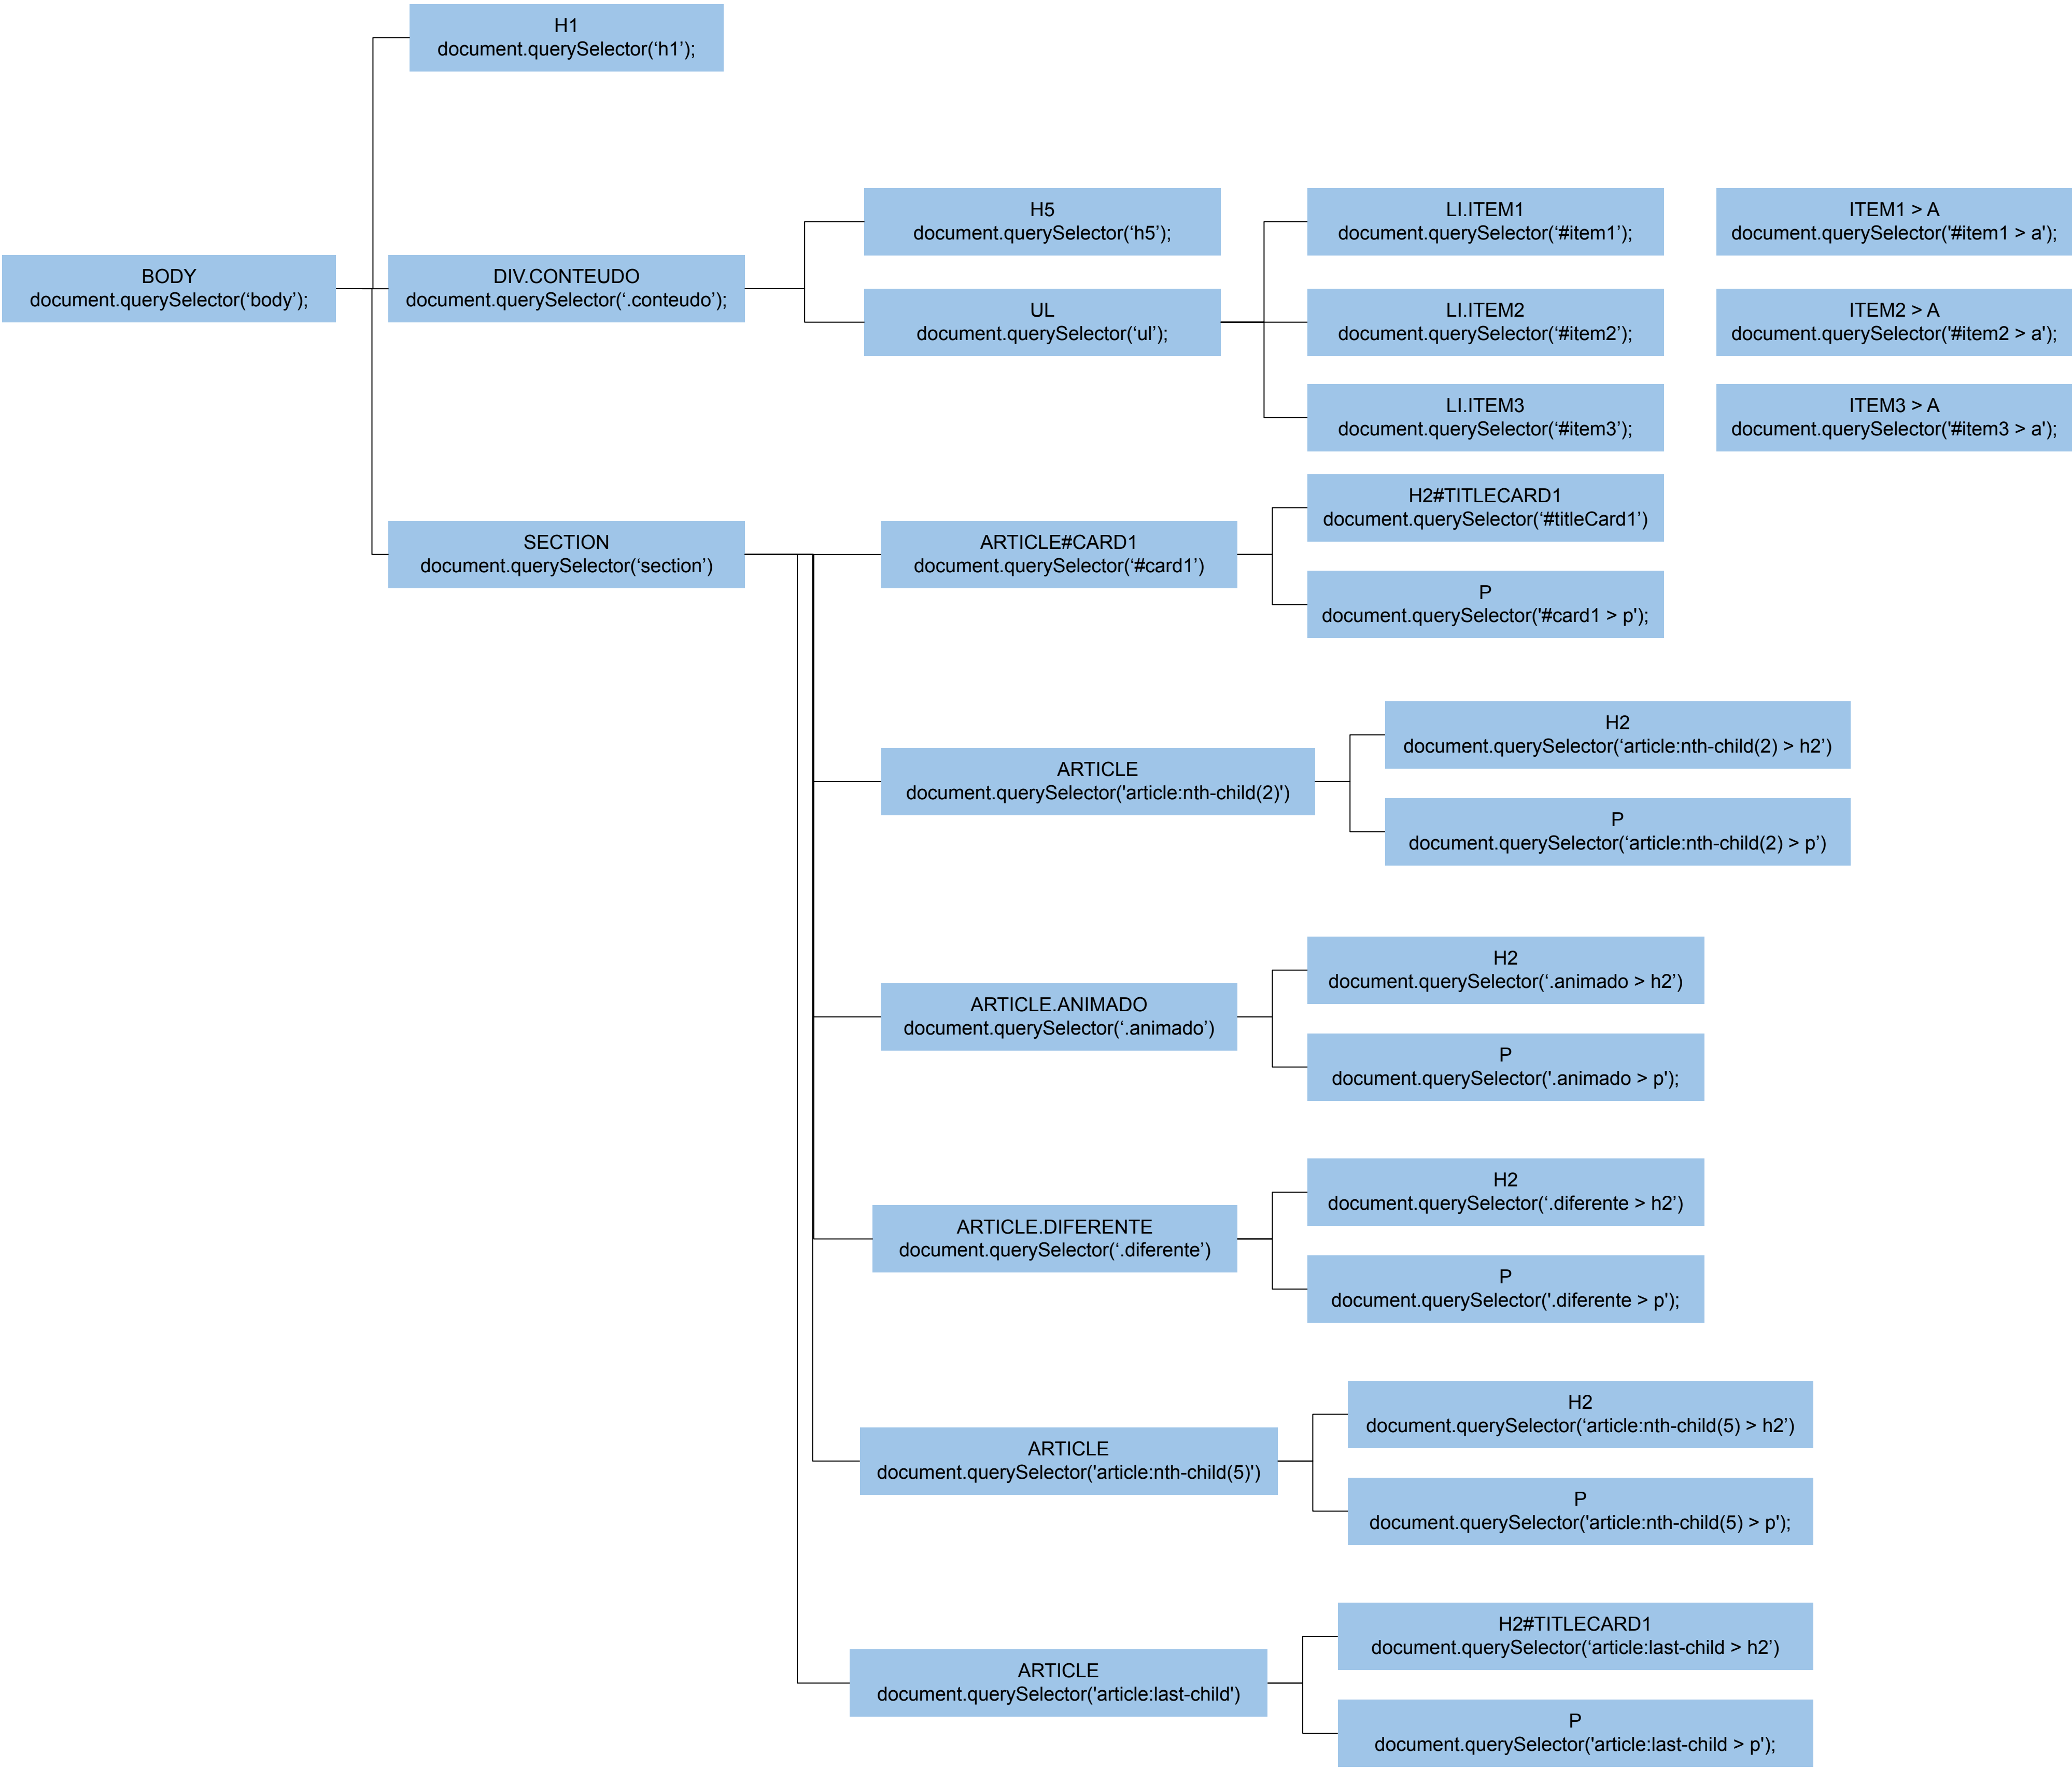 H1
document.querySelector(‘h1’);
BODY
document.querySelector(‘body’);
DIV.CONTEUDO
document.querySelector(‘.conteudo’);
H5
document.querySelector(‘h5’);
UL
document.querySelector(‘ul’);
LI.ITEM1
document.querySelector(‘#item1’);
ITEM1 > A
document.querySelector('#item1 > a');
LI.ITEM2
document.querySelector(‘#item2’);
ITEM2 > A
document.querySelector('#item2 > a');
LI.ITEM3
document.querySelector(‘#item3’);
ITEM3 > A
document.querySelector('#item3 > a');
SECTION
document.querySelector(‘section’)
ARTICLE#CARD1
document.querySelector(‘#card1’)
H2#TITLECARD1
document.querySelector(‘#titleCard1’)
P
document.querySelector('#card1 > p');
ARTICLE
document.querySelector('article:nth-child(2)')
H2
document.querySelector(‘article:nth-child(2) > h2’)
P
document.querySelector(‘article:nth-child(2) > p’)
ARTICLE.ANIMADO
document.querySelector(‘.animado’)
H2
document.querySelector(‘.animado > h2’)
P
document.querySelector('.animado > p');
ARTICLE.DIFERENTE
document.querySelector(‘.diferente’)
H2
document.querySelector(‘.diferente > h2’)
P
document.querySelector('.diferente > p');
ARTICLE
document.querySelector('article:nth-child(5)')
H2
document.querySelector(‘article:nth-child(5) > h2’)
P
document.querySelector('article:nth-child(5) > p');
ARTICLE
document.querySelector('article:last-child')
H2#TITLECARD1
document.querySelector(‘article:last-child > h2’)
P
document.querySelector('article:last-child > p');